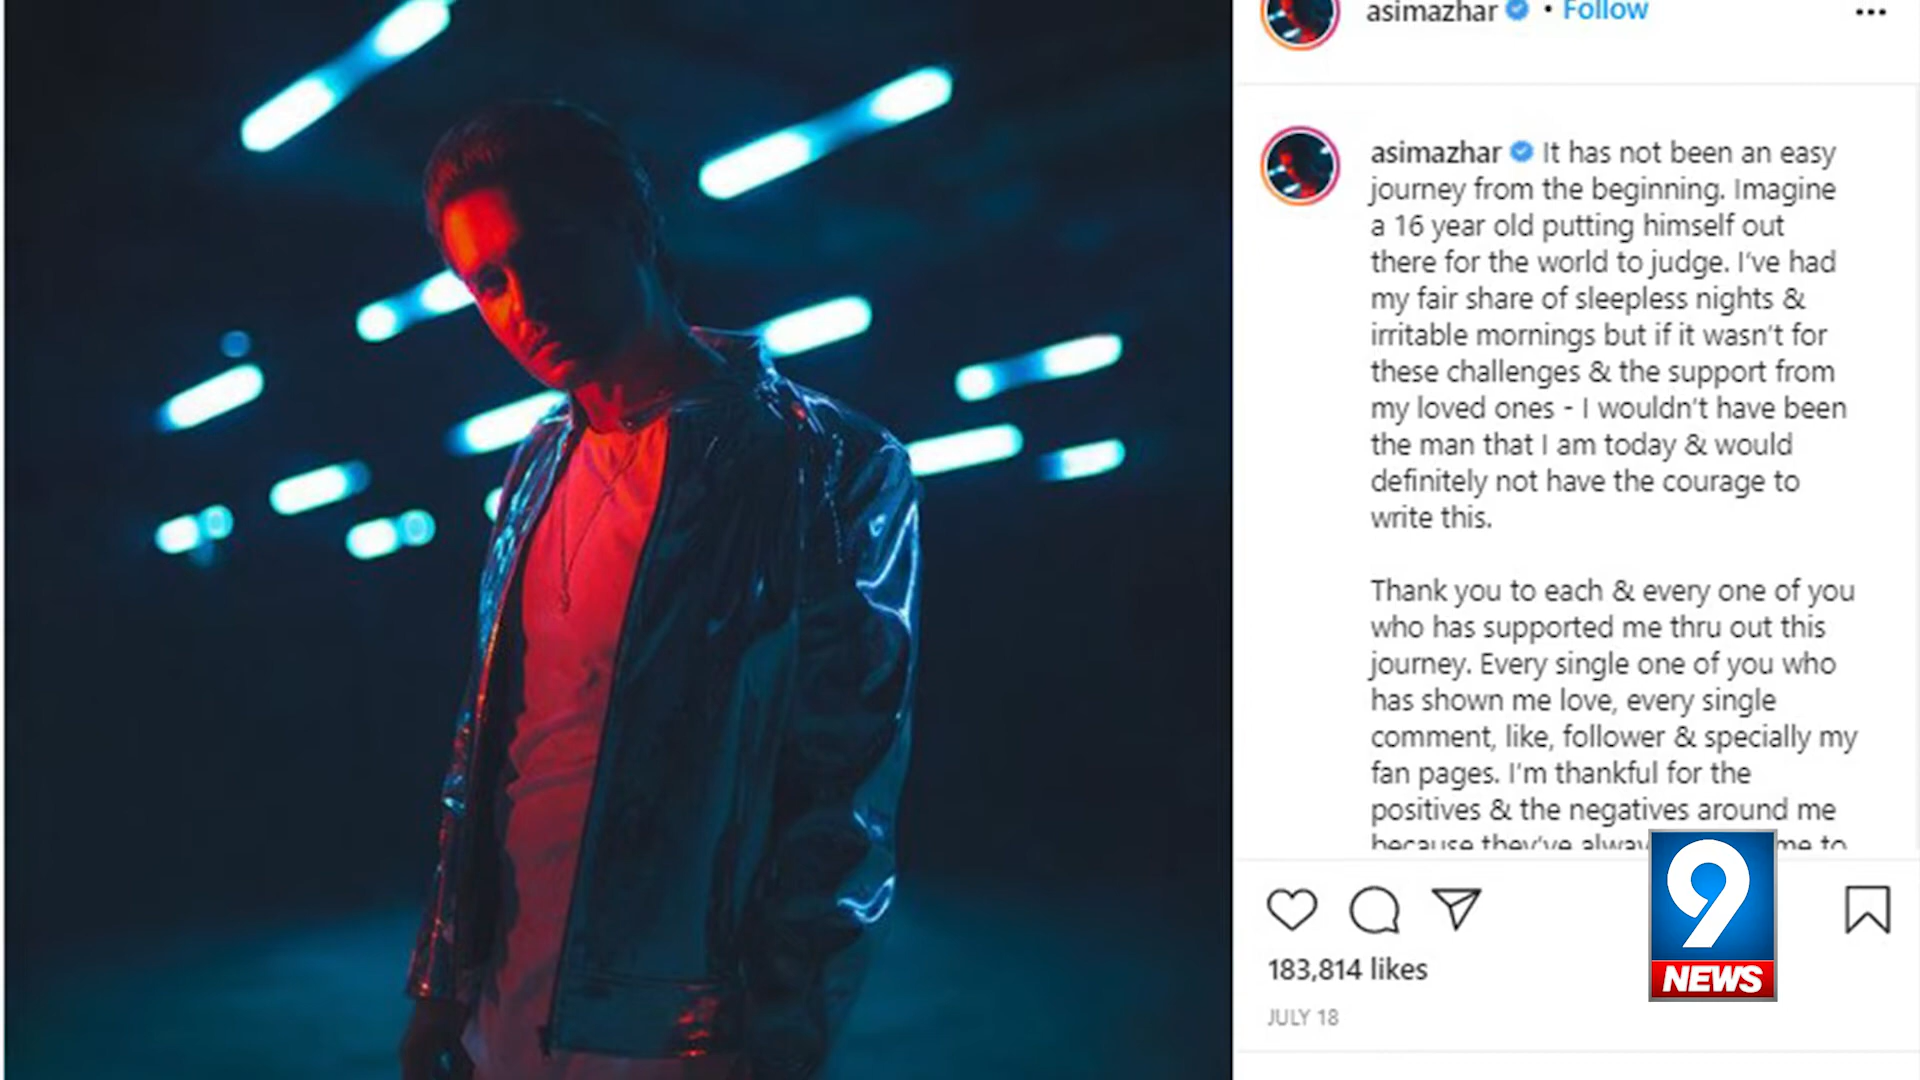 asimazhar • Follow
asimazhar It has not been an easy
journey from the beginning. Imagine
a 16 year old putting himself out
there for the world to judge. I've had
my fair share of sleepless nights &
irritable mornings but if it wasn't for
these challenges & the support from
my loved ones - I wouldn't have been
the man that I am today & would
definitely not have the courage to
write this.
Thank you to each & every one of you
who has supported me thru out this
journey. Every single one of you who
has shown me love, every single
comment, like, follower & specially my
fan pages. I'm thankful for the
positives & the negatives around me
because they've me to
183,814 likes
JULY 18
9
NEWS